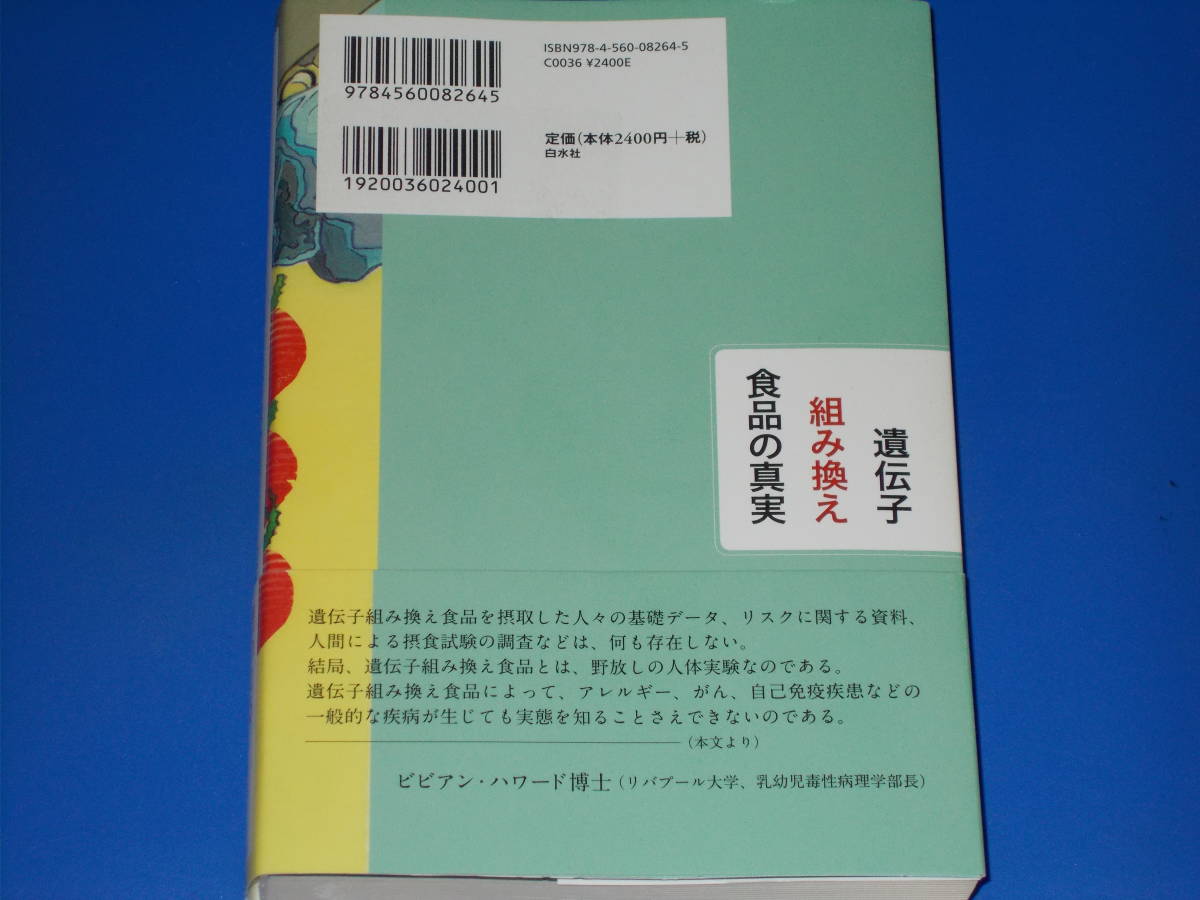 ISBN978-4-560-08264-5
C0036 ¥2400E
9784560082645
定価(本体2400円+税)
白水社
1920036024001
遺伝子
組み換え
食品の真実
遺伝子組み換え食品を摂取した人々の基礎データ、リスクに関する資料、
人間による摂食試験の調査などは、何も存在しない。
結局、遺伝子組み換え食品とは、野放しの人体実験なのである。
遺伝子組み換え食品によって、アレルギー、がん、自己免疫疾患などの
一般的な疾病が生じても実態を知ることさえできないのである。
(本文より)
ビビアン・ハワード博士(リバプール大学、乳幼児毒性病理学部長)